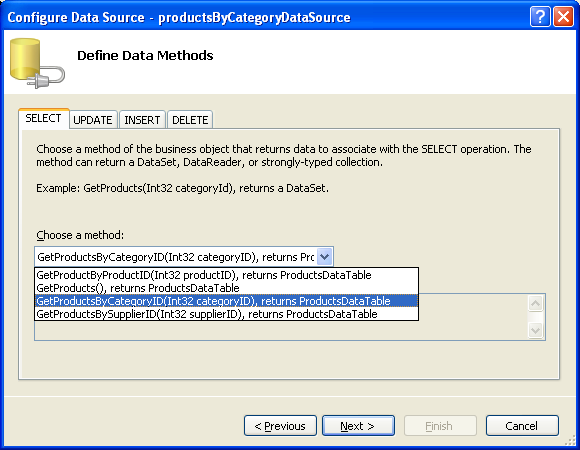 Configure Data Source - productsByCategoryDataSource
Define Data Methods
SELECT UPDATE INSERT DELETE
Choose a method of the business object that returns data to associate with the SELECT operation. The
method can return a DataSet, DataReader, or strongly-typed collection.
Example: GetProducts(Int32 categoryId), returns a DataSet.
Choose a method:
GetProductsByCategoryID(Int32 categoryID), returns Prc
GetProductByProductID(Int32 productID), returns ProductsDataTable
GetProducts(), returns ProductsDataTable
GetProductsByCategoryID(Int32 categoryID), returns ProductsDataTable
GetProductsBySupplierID(Int32 supplierID), returns ProductsDataTable
< Previous Next > Finish Cancel